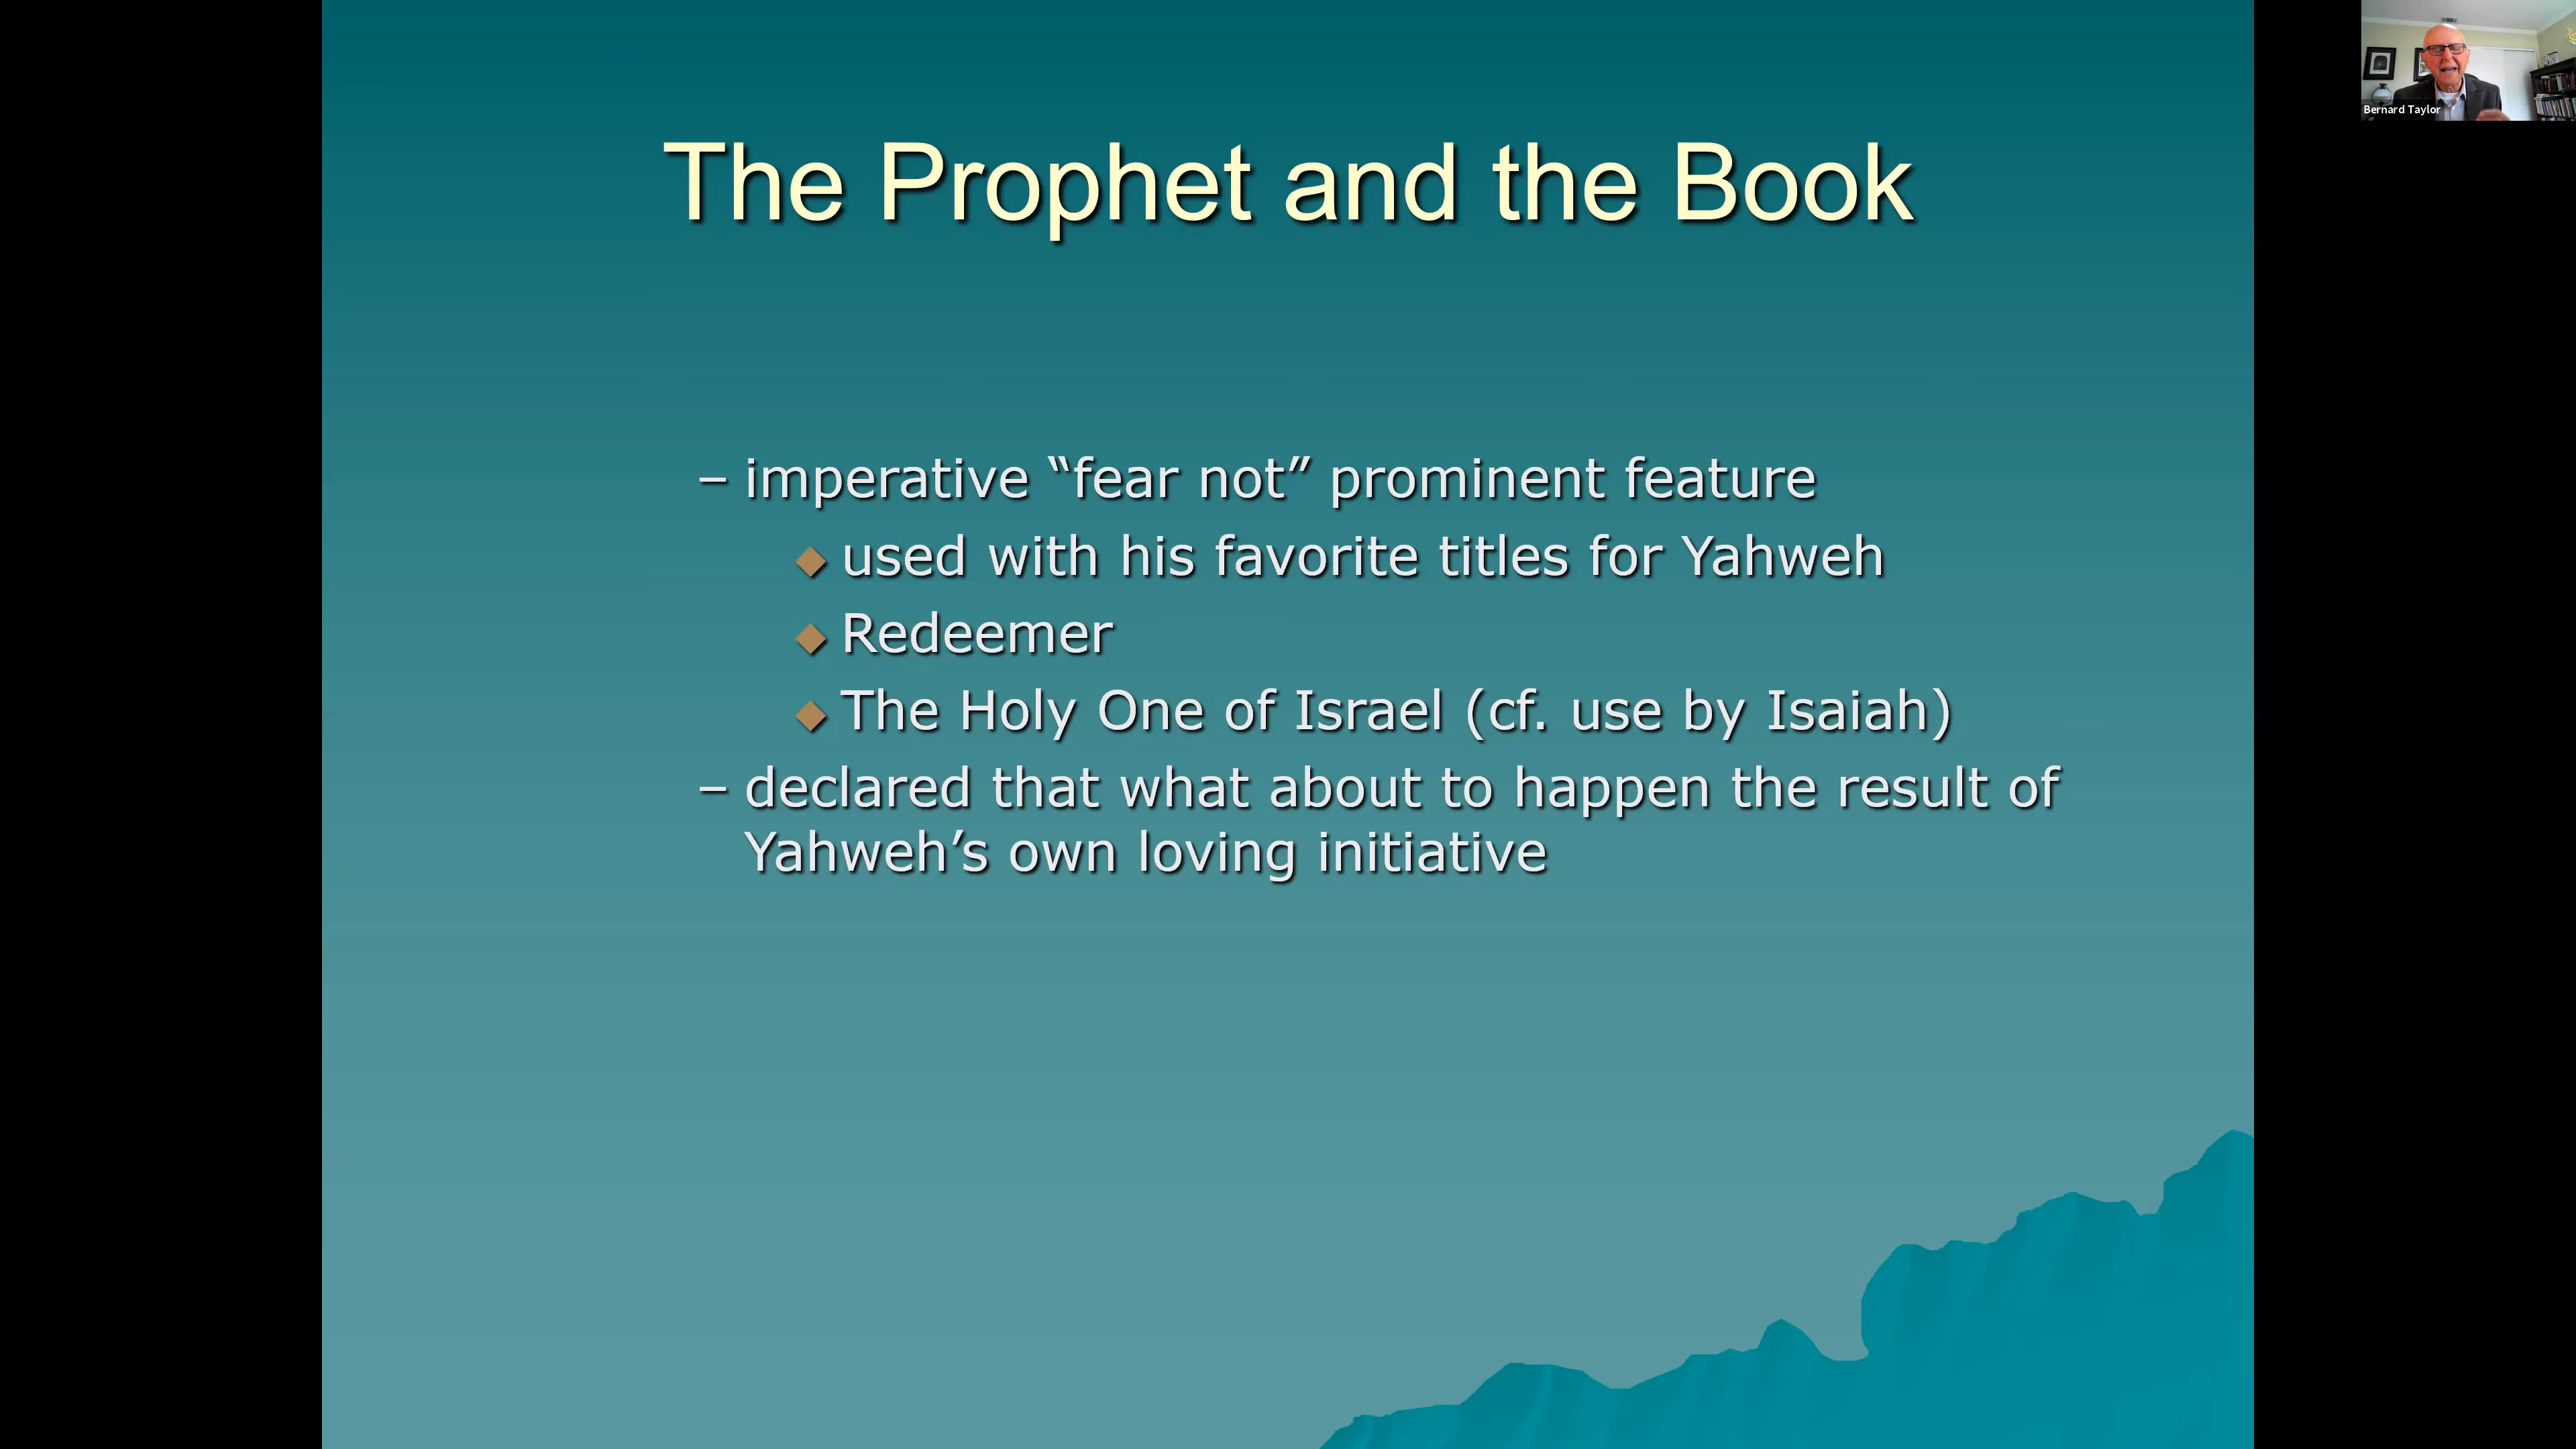 The Prophet and the Book
Bernard Taylor
– imperative “fear not” prominent feature
◆ used with his favorite titles for Yahweh
◆ Redeemer
◆ The Holy One of Israel (cf. use by Isaiah)
– declared that what about to happen the result of
Yahweh’s own loving initiative